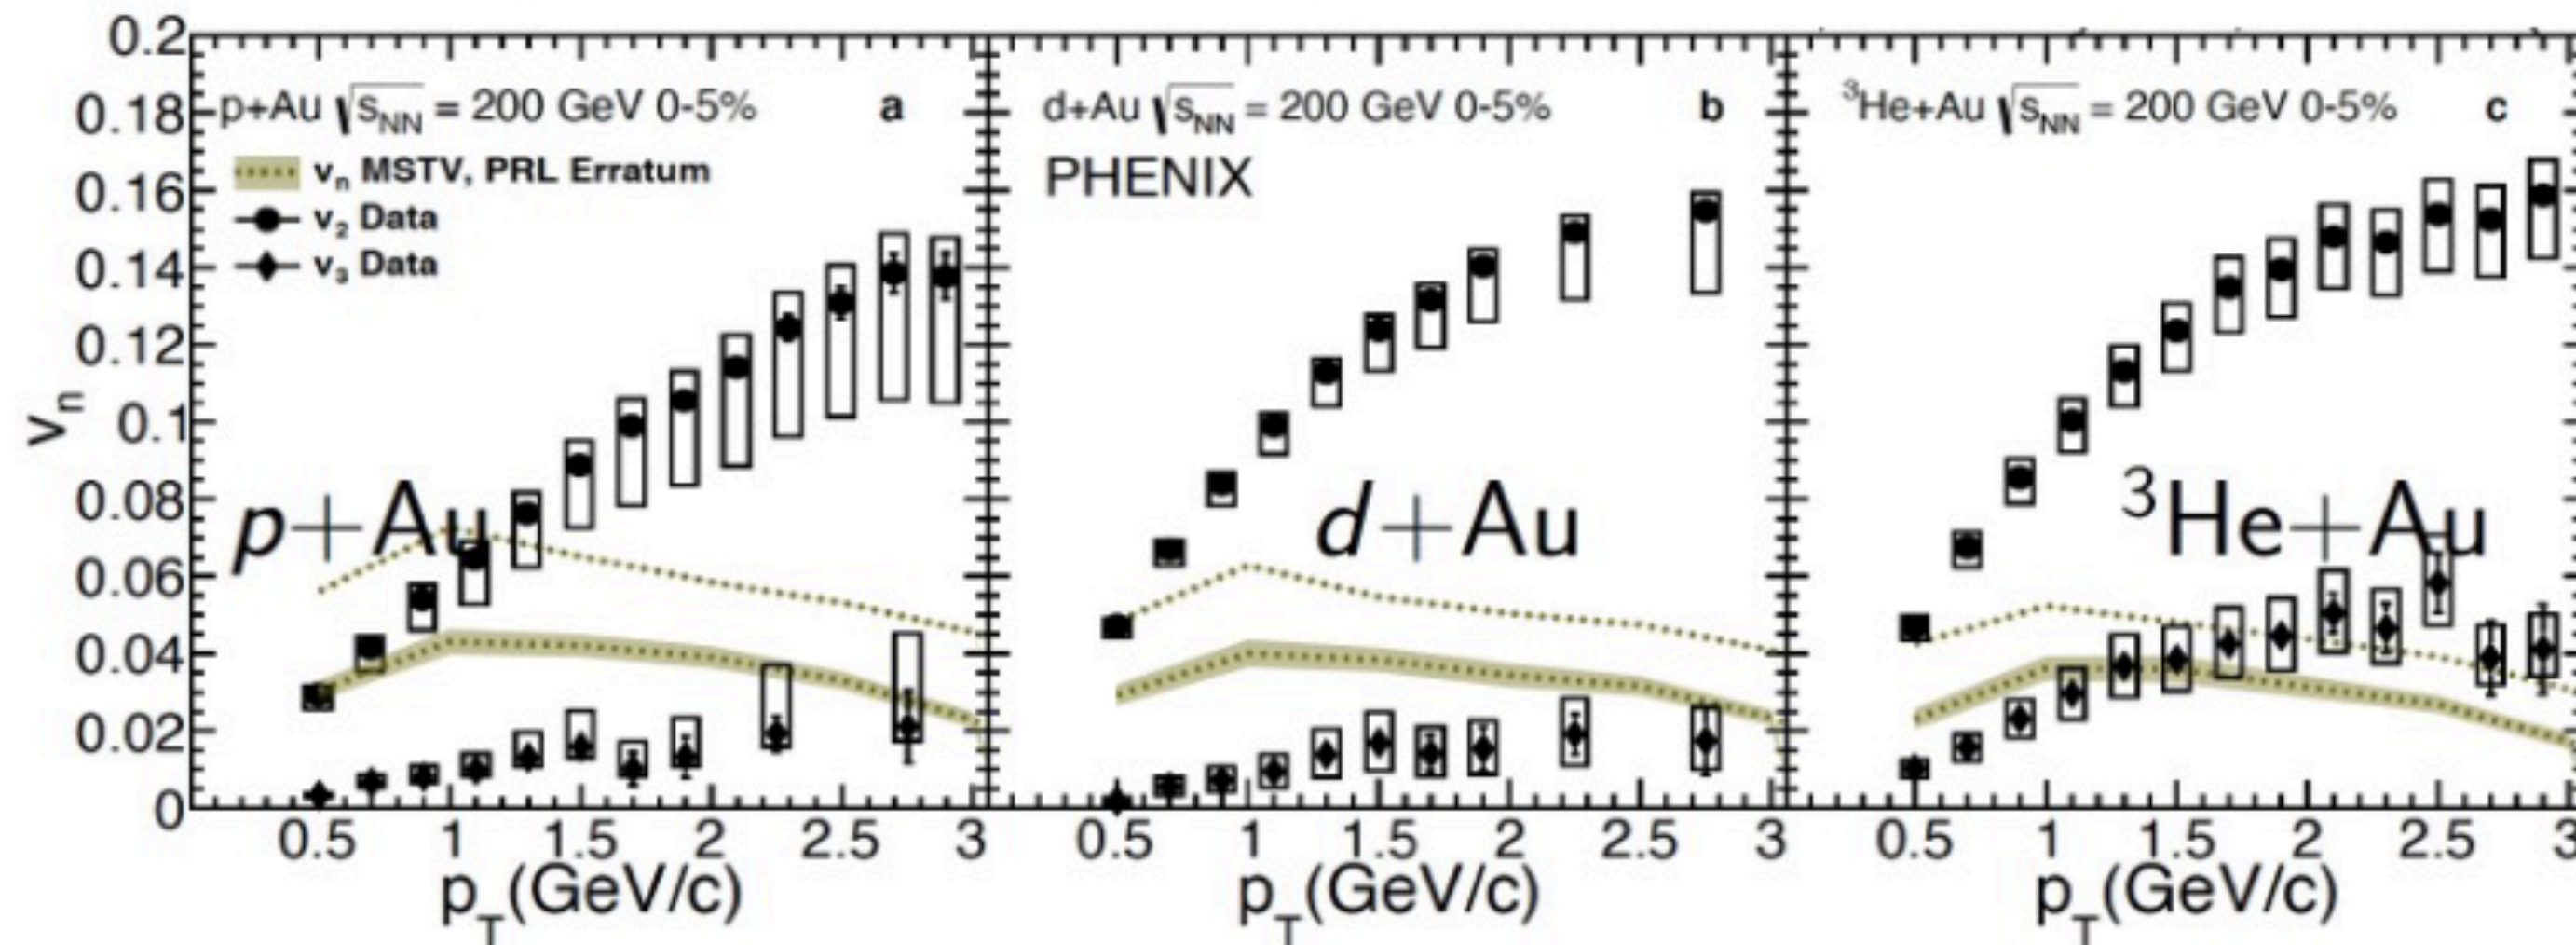 p+Au √sNN = 200 GeV 0-5% a
vn MSTV, PRL Erratum
v2 Data
v3 Data
p+Au
d+Au √sNN = 200 GeV 0-5% b
PHENIX
d+Au
3He+Au √sNN = 200 GeV 0-5% c
3He+Au
vn
0.2
0.18
0.16
0.14
0.12
0.1
0.08
0.06
0.04
0.02
0
0.5 1 1.5 2 2.5 3
0.5 1 1.5 2 2.5 3
0.5 1 1.5 2 2.5 3
pT(GeV/c)
pT(GeV/c)
pT(GeV/c)